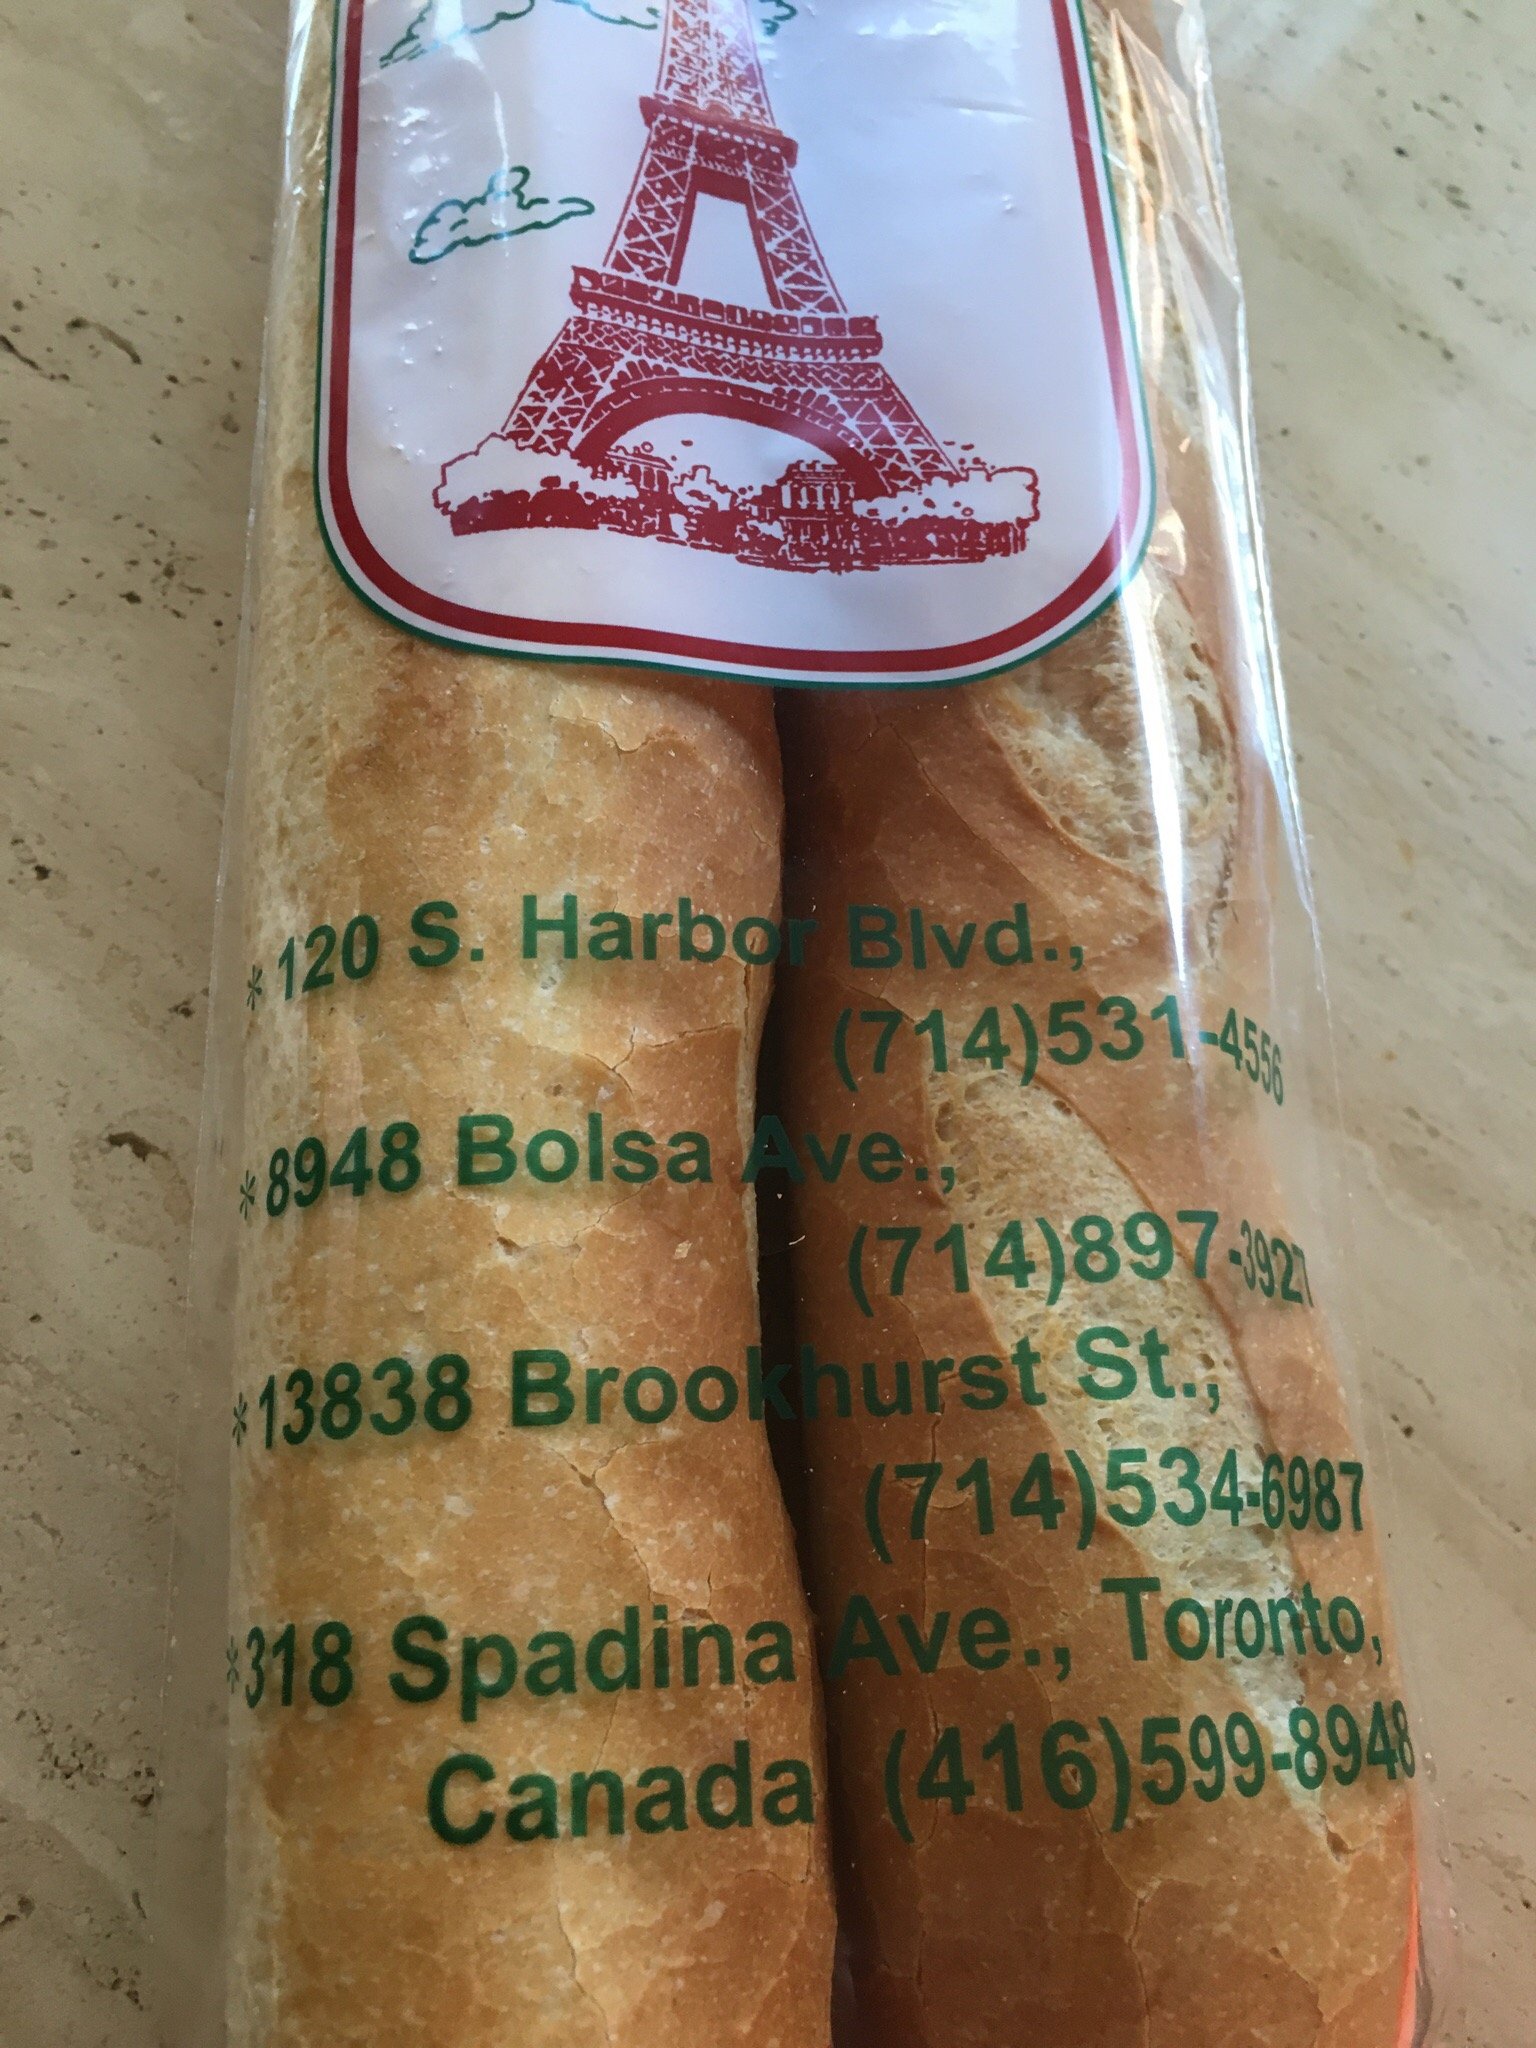 * 120 S. Harbor Blvd.,
(714)531-4556
* 8948 Bolsa Ave.,
(714)897-3927
* 13838 Brookhurst St.,
(714)534-6987
* 318 Spadina Ave., Toronto,
Canada (416)599-8948